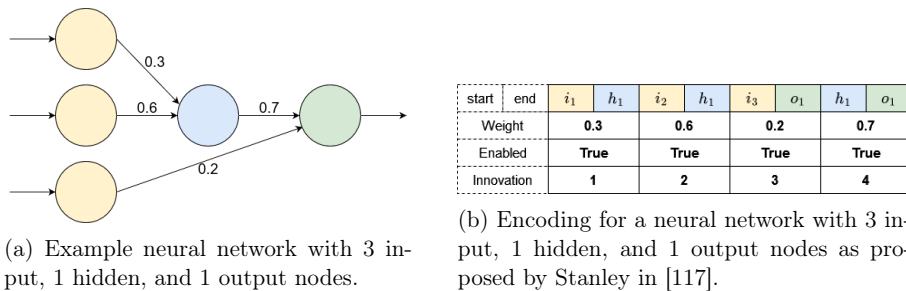 0.3
0.6
0.7
0.2
(a) Example neural network with 3 in-
put, 1 hidden, and 1 output nodes.
start end i₁ h₁ i₂ h₁ i₃ o₁ h₁ o₁
Weight 0.3 0.6 0.2 0.7
Enabled True True True True
Innovation 1 2 3 4
(b) Encoding for a neural network with 3 in-
put, 1 hidden, and 1 output nodes as pro-
posed by Stanley in [117].